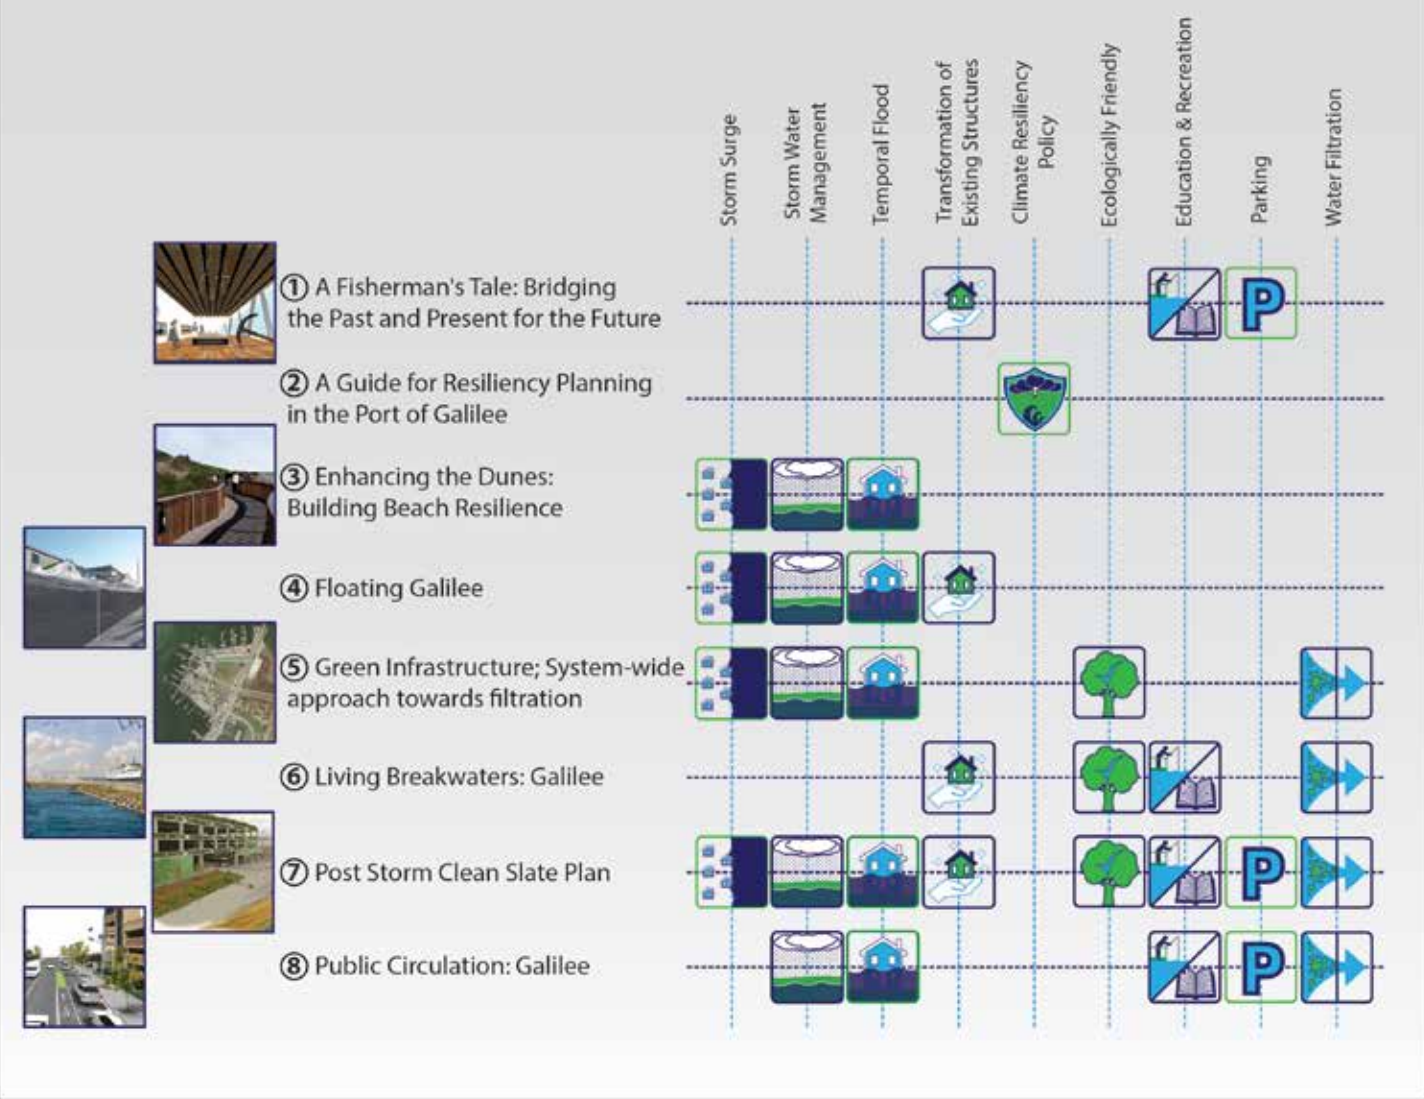 Storm Surge
Storm Water
Management
Temporal Flood
Transformation of
Existing Structures
Climate Resiliency
Policy
Ecologically Friendly
Education & Recreation
Parking
Water Filtration
① A Fisherman's Tale: Bridging
the Past and Present for the Future
P
② A Guide for Resiliency Planning
in the Port of Galilee
③ Enhancing the Dunes:
Building Beach Resilience
④ Floating Galilee
⑤ Green Infrastructure; System-wide
approach towards filtration
⑥ Living Breakwaters: Galilee
⑦ Post Storm Clean Slate Plan
P
⑧ Public Circulation: Galilee
P